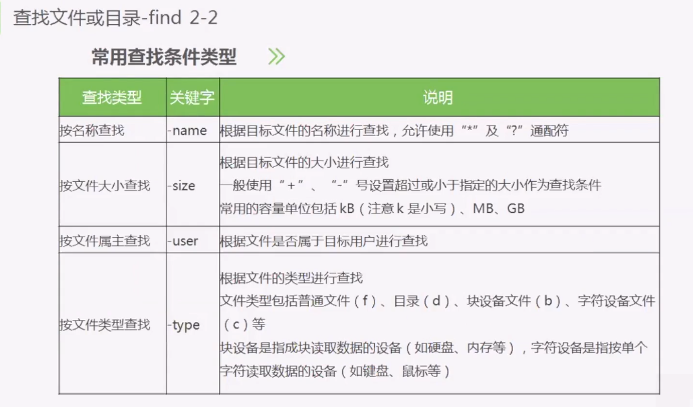 查找文件或目录-find 2-2
常用查找条件类型
查找类型 关键字 说明
按名称查找 -name 根据目标文件的名称进行查找，允许使用“*”及“?”通配符
根据目标文件的大小进行查找
按文件大小查找 -size 一般使用“+”、“-”号设置超过或小于指定的大小作为查找条件
常用的容量单位包括 kB（注意 k 是小写）、MB、GB
按文件属主查找 -user 根据文件是否属于目标用户进行查找
根据文件的类型进行查找
文件类型包括普通文件（f）、目录（d）、块设备文件（b）、字符设备文件
按文件类型查找 -type （c）等
块设备是指成块读取数据的设备（如硬盘、内存等），字符设备是指按单个
字符读取数据的设备（如键盘、鼠标等）